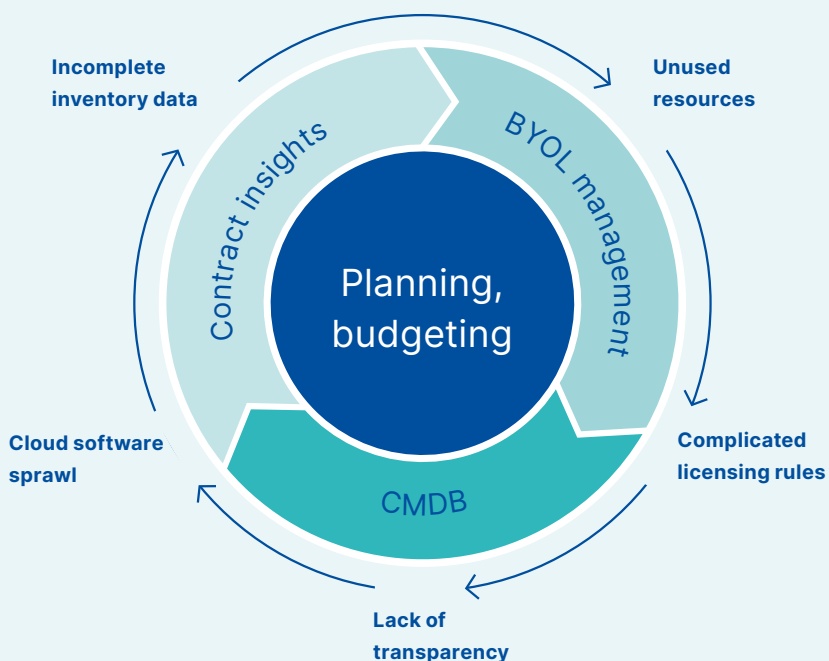 Incomplete
inventory data
Unused
resources
Contract insights
BYOL management
Planning,
budgeting
Cloud software
sprawl
Complicated
licensing rules
CMDB
Lack of
transparency